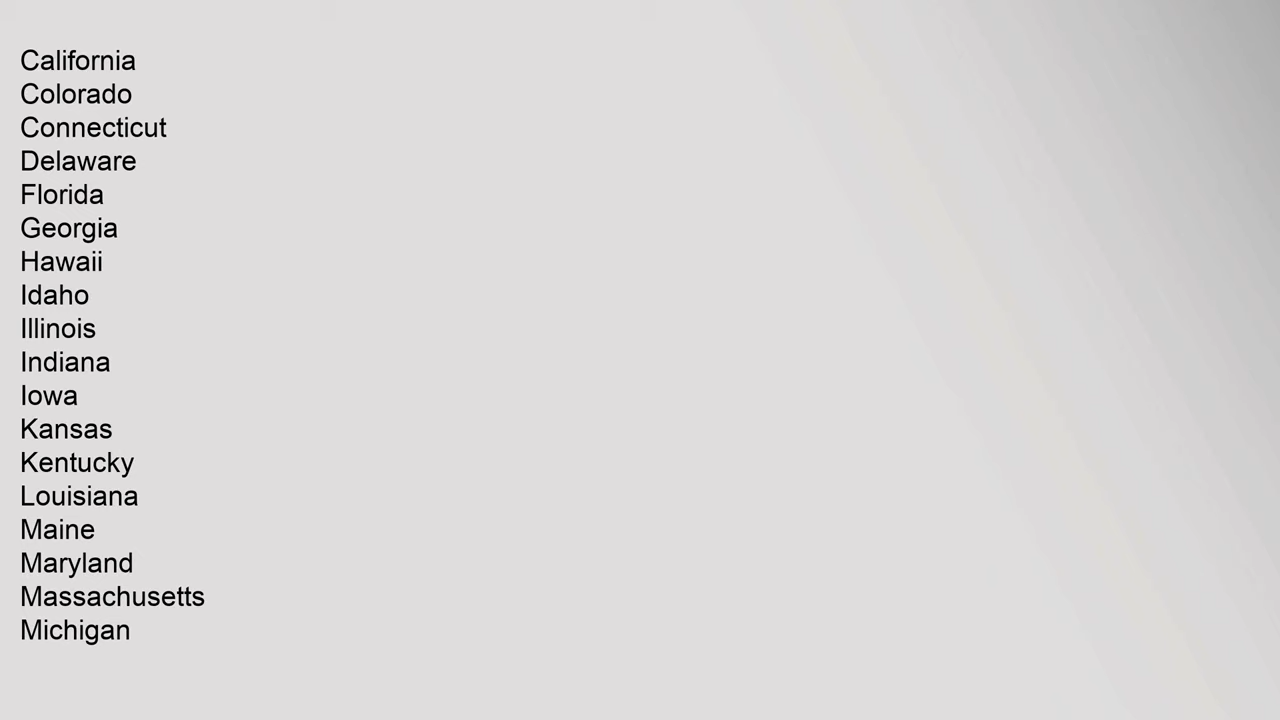 California
Colorado
Connecticut
Delaware
Florida
Georgia
Hawaii
Idaho
Illinois
Indiana
Iowa
Kansas
Kentucky
Louisiana
Maine
Maryland
Massachusetts
Michigan